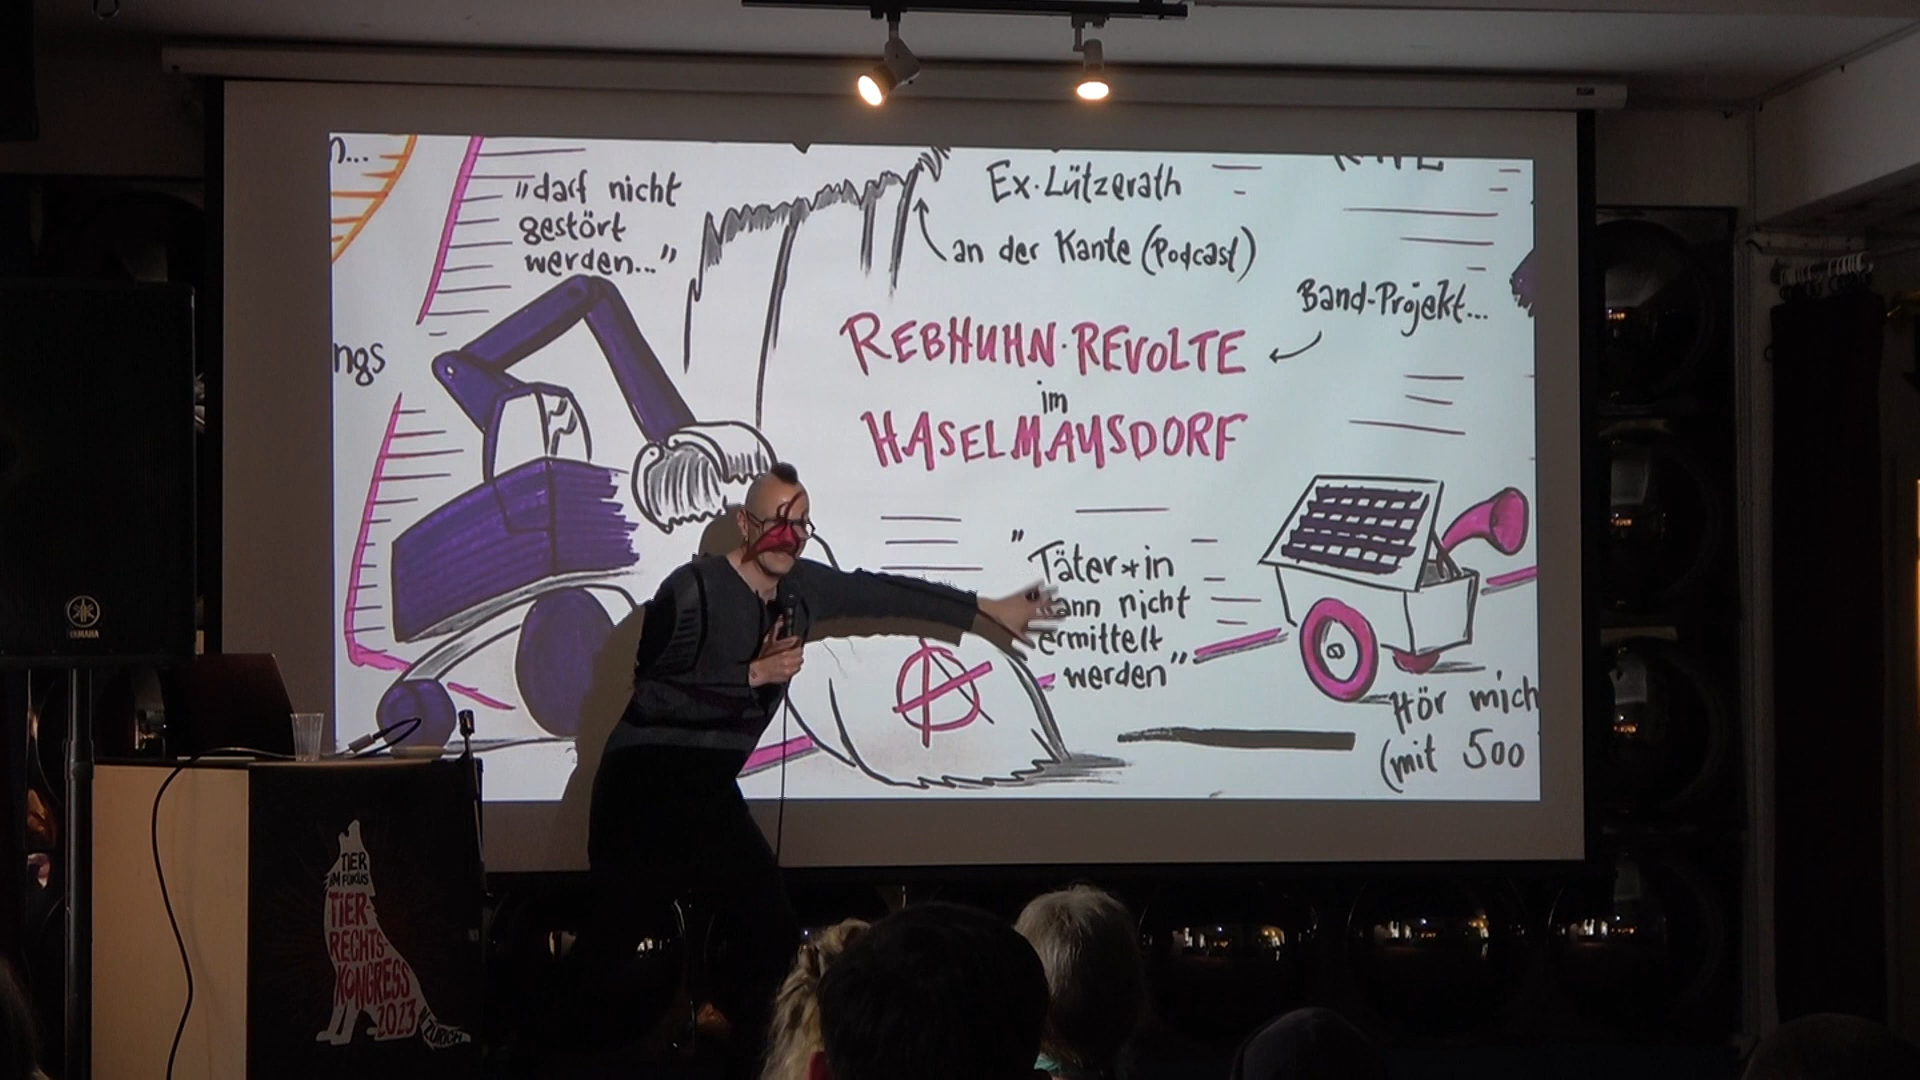 „darf nicht
gestört
werden..."
Ex-Lützerath
an der Kante (Podcast)
Band-Projekt...
REBHUHN-REVOLTE
im
HASELMAUSDORF
ngs
"Täter*in
kann nicht
ermittelt
werden"
Hör mich
(mit 500
YAMAHA
TIER
IM FOKUS
TIER-
RECHTS-
KONGRESS
2023
ZÜRICH